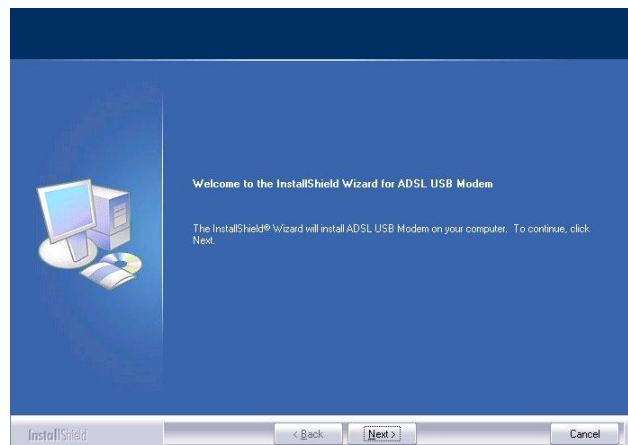 Welcome to the InstallShield Wizard for ADSL USB Modem
The InstallShield® Wizard will install ADSL USB Modem on your computer. To continue, click
Next.
InstallShield
< Back
Next >
Cancel